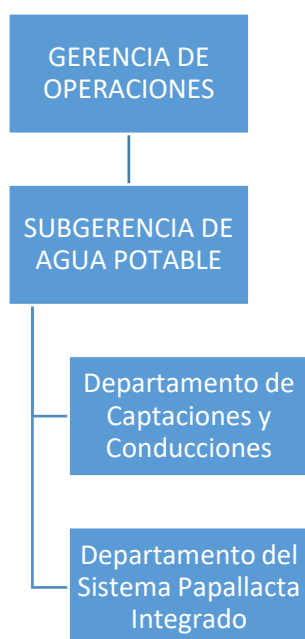 GERENCIA DE
OPERACIONES
SUBGERENCIA DE
AGUA POTABLE
Departamento de
Captaciones y
Conducciones
Departamento del
Sistema Papallacta
Integrado